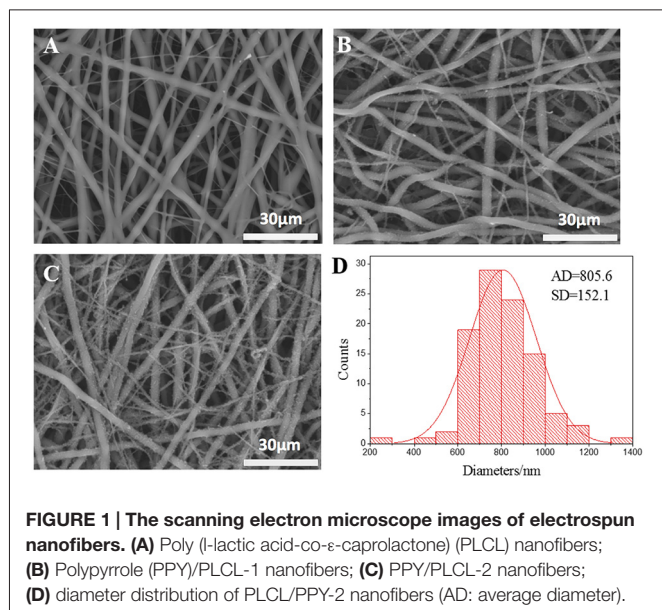 A
30μm
B
30μm
C
30μm
D
AD=805.6
SD=152.1
30
25
20
15
10
5
0
Counts
200 400 600 800 1000 1200 1400
Diameters/nm
FIGURE 1 | The scanning electron microscope images of electrospun
nanofibers. (A) Poly (l-lactic acid-co-ε-caprolactone) (PLCL) nanofibers;
(B) Polypyrrole (PPY)/PLCL-1 nanofibers; (C) PPY/PLCL-2 nanofibers;
(D) diameter distribution of PLCL/PPY-2 nanofibers (AD: average diameter).